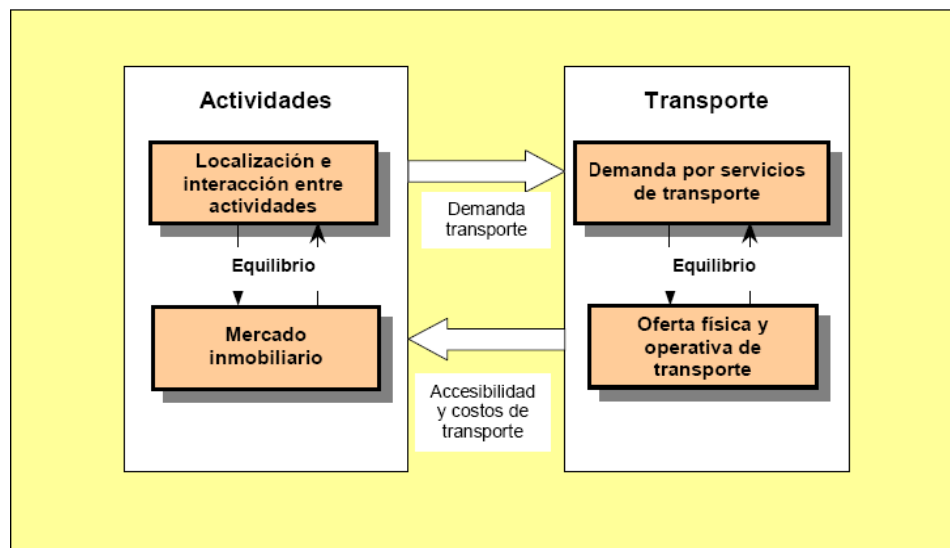 Actividades
Localización e
interacción entre
actividades
Equilibrio
Mercado
inmobiliario
Demanda
transporte
Accesibilidad
y costos de
transporte
Transporte
Demanda por servicios
de transporte
Equilibrio
Oferta física y
operativa de
transporte